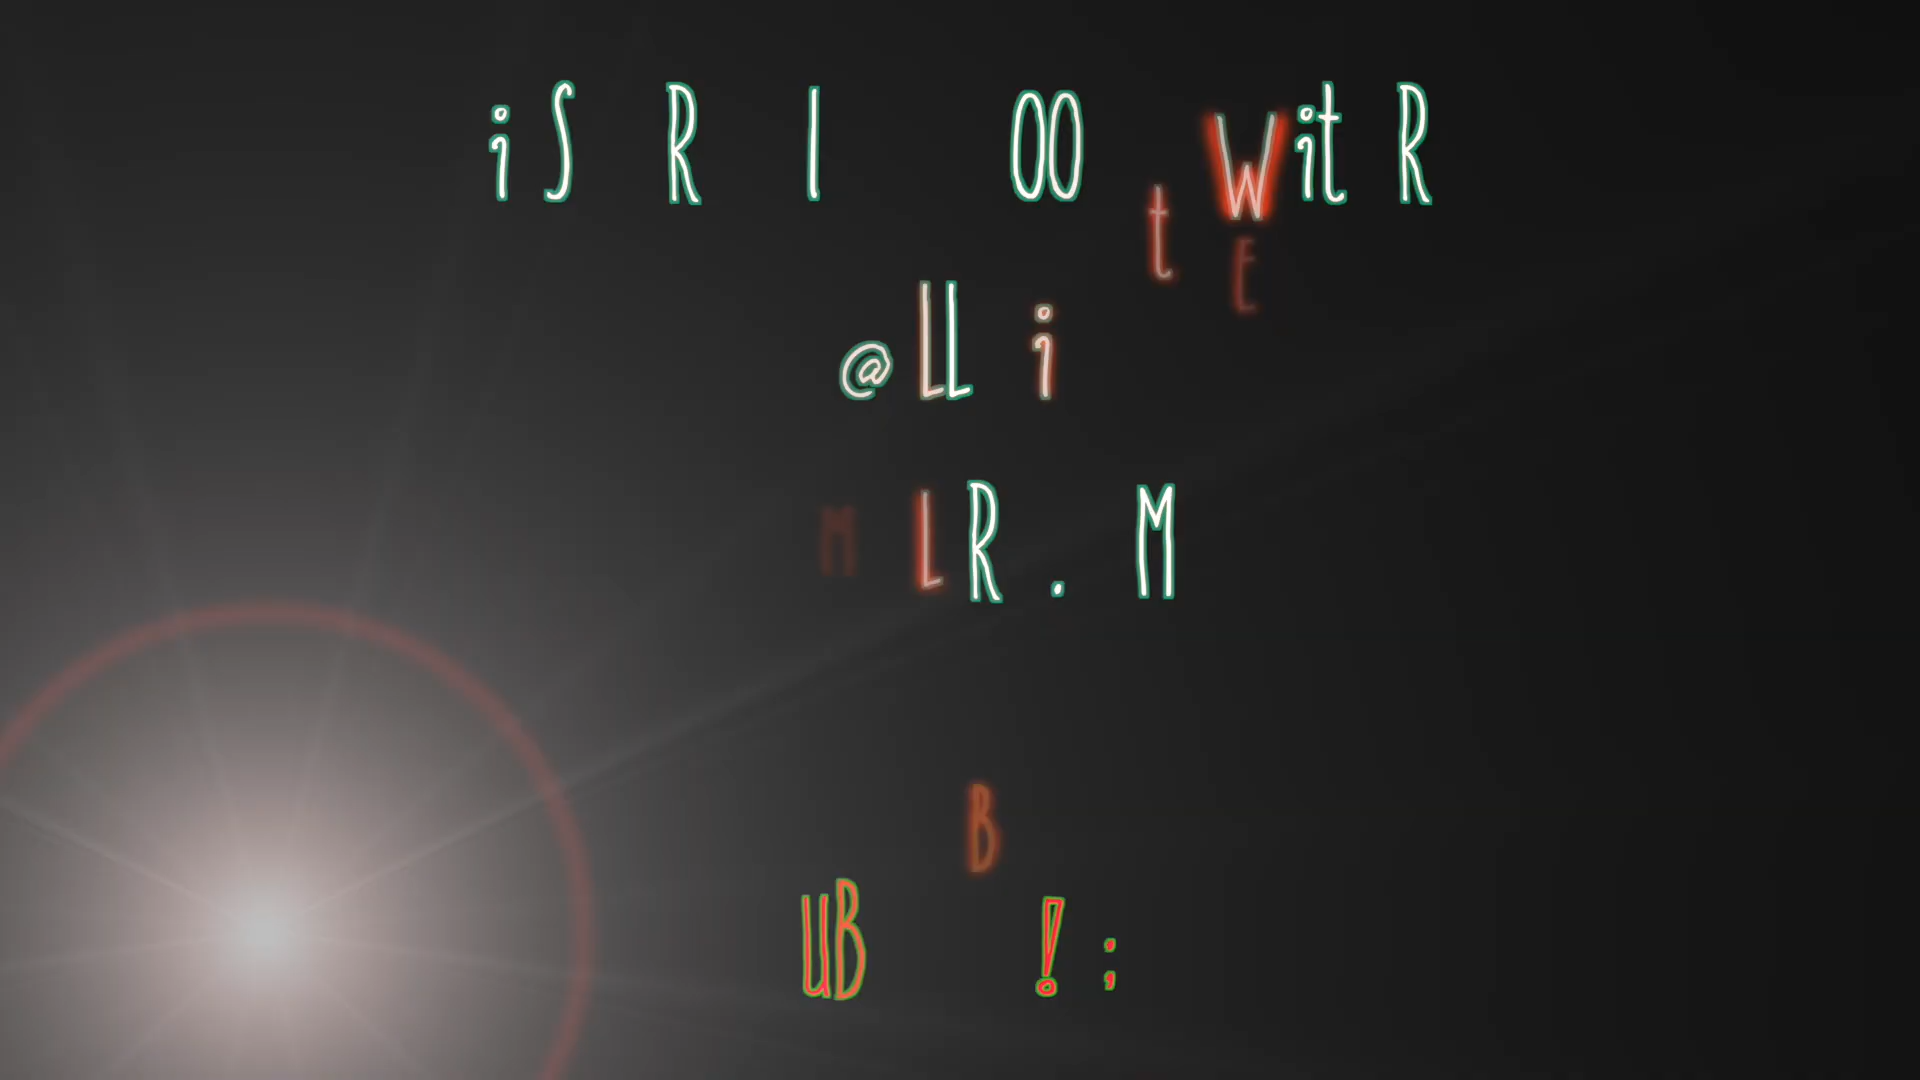 iS R I OO t WitR
E
@LL i
M LR . M
B
uB ! :